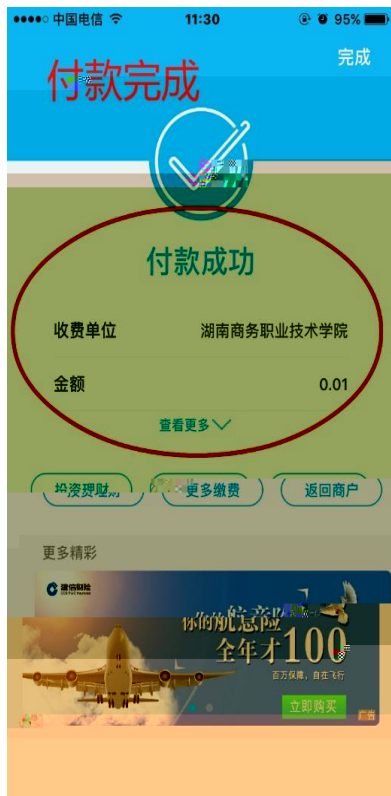 中国电信 11:30 95%
完成
付款完成
付款成功
收费单位 湖南商务职业技术学院
金额 0.01
查看更多
投资理财 更多缴费 返回商户
更多精彩
建信财险
你的航意险
全年才100
百万保障，自在飞行
立即购买
广告